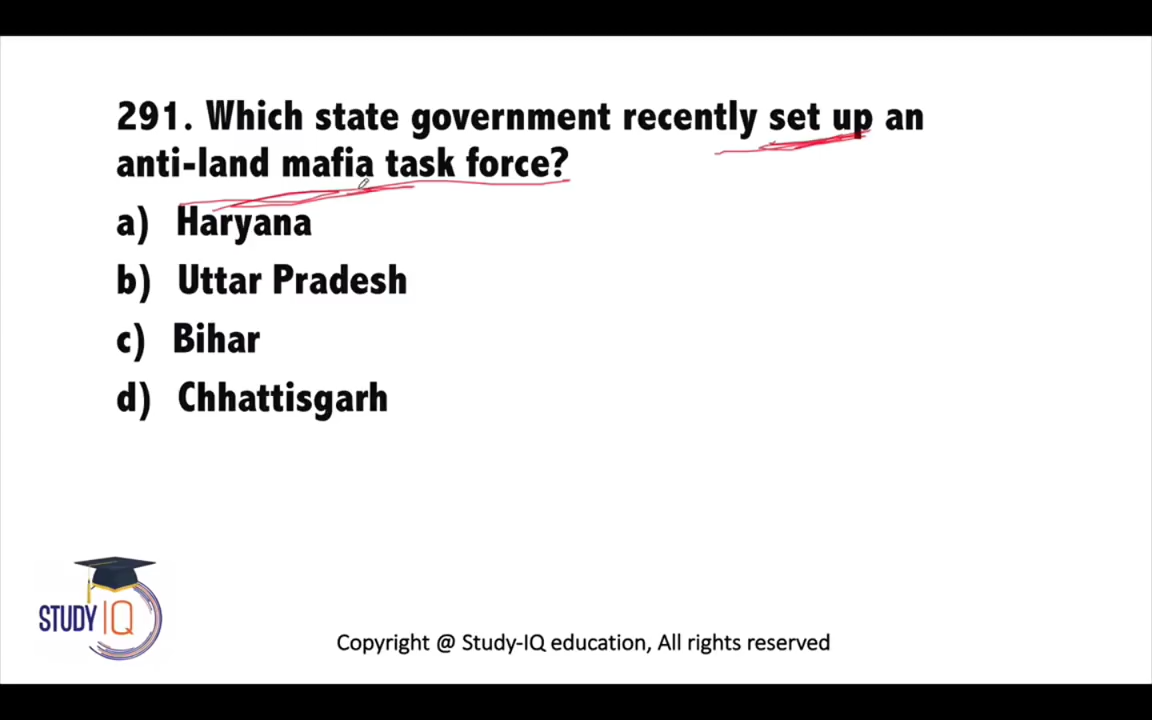 291. Which state government recently set up an
anti-land mafia task force?
a) Haryana
b) Uttar Pradesh
c) Bihar
d) Chhattisgarh
STUDY IQ
Copyright @ Study-IQ education, All rights reserved